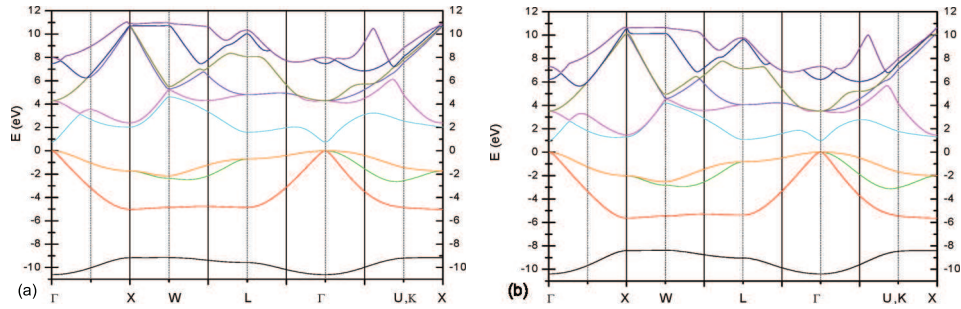 12 12 12 12
10 10 10 10
8 8 8 8
6 6 6 6
4 4 4 4
2 2 2 2
0 0 0 0
-2 -2 -2 -2
-4 -4 -4 -4
-6 -6 -6 -6
-8 -8 -8 -8
-10 -10 -10 -10
E (eV) E (eV)
(a) Γ X W L Γ U,K X (b) Γ X W L Γ U,K X